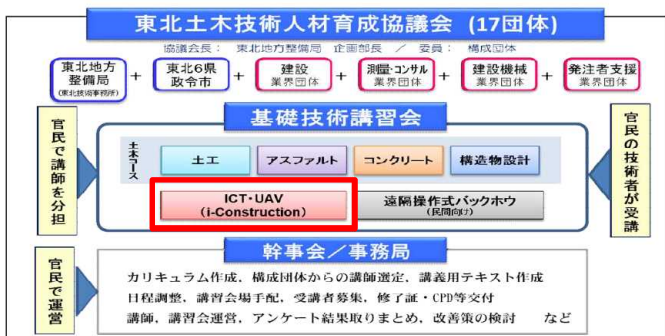 東北土木技術人材育成協議会 (17団体)
協議会長： 東北地方整備局 企画部長 ／ 委員： 構成団体
東北地方
整備局
(東北技術事務所)
+
東北6県
政令市
+
建設
業界団体
+
測量・コンサル
業界団体
+
建設機械
業界団体
+
発注者支援
業界団体
官民で講師を分担
基礎技術講習会
土木コース
土工
アスファルト
コンクリート
構造物設計
ICT・UAV
(i-Construction)
遠隔操作式バックホウ
(民間向け)
官民の技術者が受講
官民で運営
幹事会／事務局
カリキュラム作成、構成団体からの講師選定、講義用テキスト作成
日程調整、講習会場手配、受講者募集、修了証・CPD等交付
講師、講習会運営、アンケート結果取りまとめ、改善策の検討 など